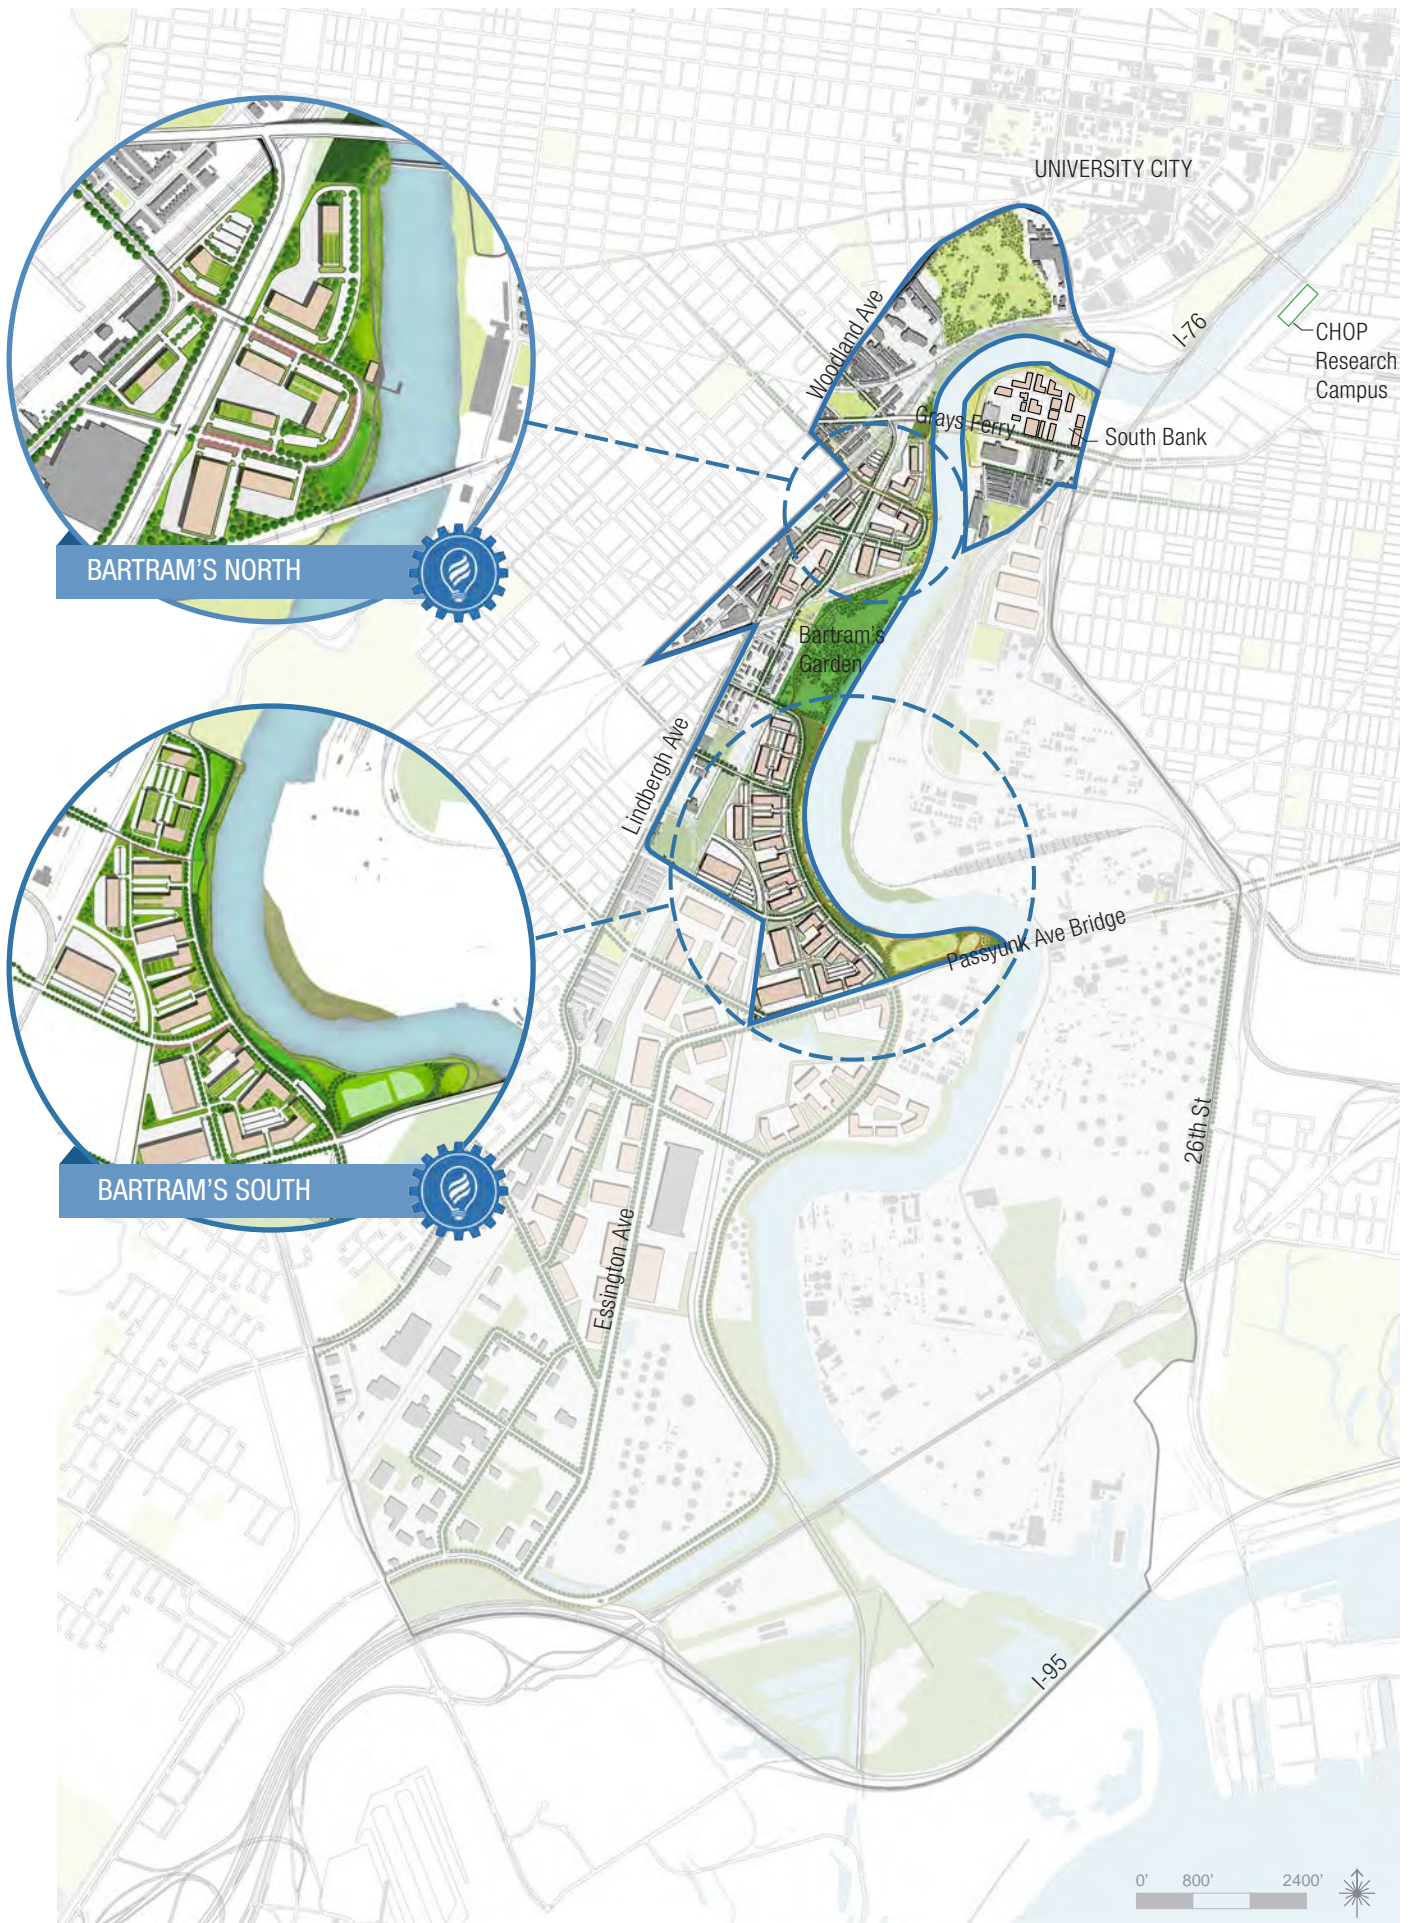 UNIVERSITY CITY
Woodland Ave
I-76
CHOP
Research
Campus
Grays Ferry
South Bank
BARTRAM'S NORTH
Bartram's
Garden
Lindbergh Ave
Passyunk Ave Bridge
26th St
BARTRAM'S SOUTH
Essington Ave
I-95
0' 800' 2400'